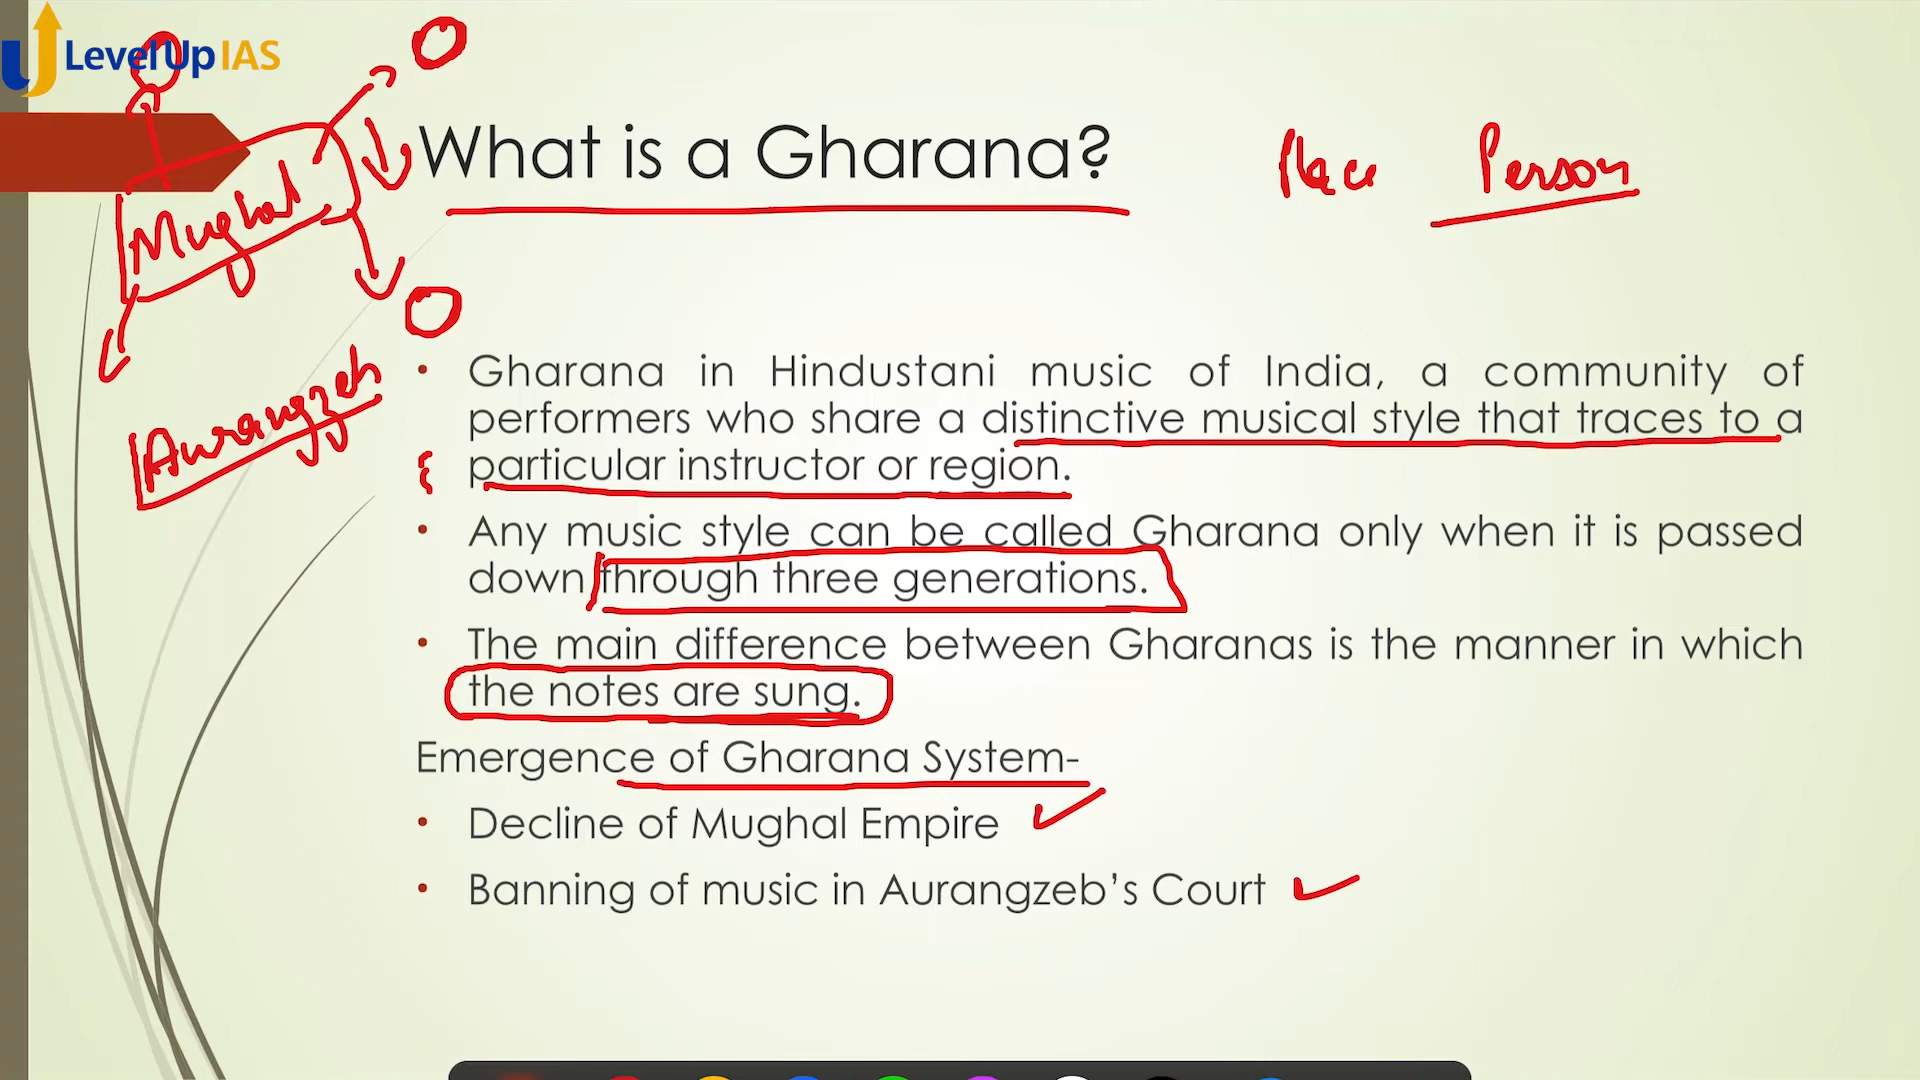 LevelUp IAS
What is a Gharana?
Place Person
Mughal
Aurangzeb
• Gharana in Hindustani music of India, a community of
performers who share a distinctive musical style that traces to a
particular instructor or region.
• Any music style can be called Gharana only when it is passed
down through three generations.
• The main difference between Gharanas is the manner in which
the notes are sung.
Emergence of Gharana System-
• Decline of Mughal Empire
• Banning of music in Aurangzeb’s Court